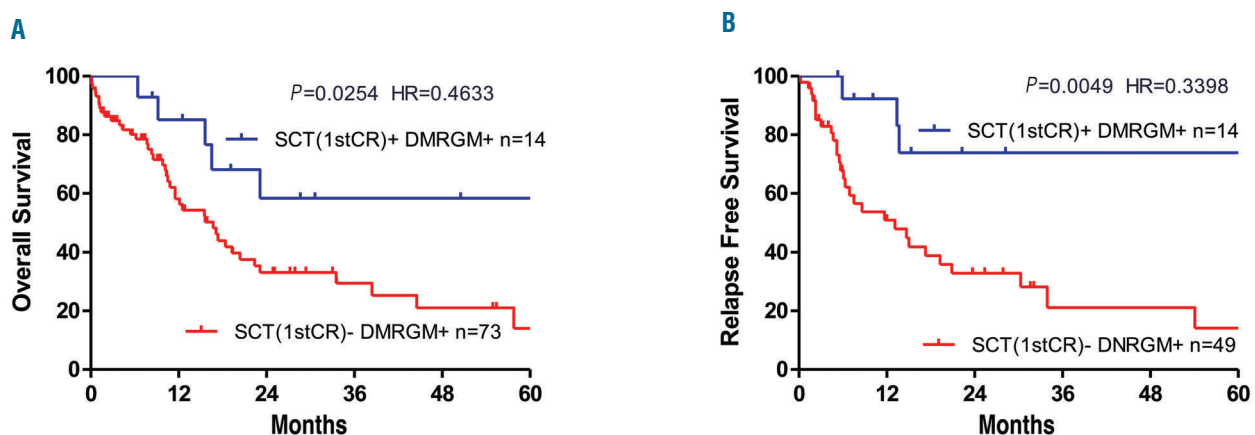 A
Overall Survival
100
80
60
40
20
0
P=0.0254 HR=0.4633
SCT(1stCR)+ DMRGM+ n=14
SCT(1stCR)- DMRGM+ n=73
0 12 24 36 48 60
Months
B
Relapse Free Survival
100
80
60
40
20
0
P=0.0049 HR=0.3398
SCT(1stCR)+ DMRGM+ n=14
SCT(1stCR)- DNRGM+ n=49
0 12 24 36 48 60
Months